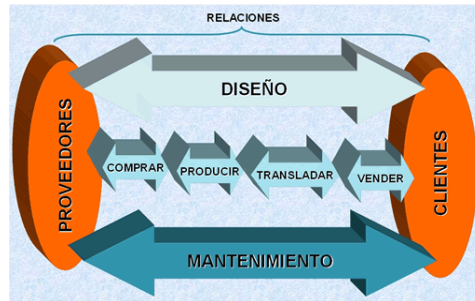 RELACIONES
PROVEEDORES
DISEÑO
COMPRAR
PRODUCIR
TRANSLADAR
VENDER
MANTENIMIENTO
CLIENTES